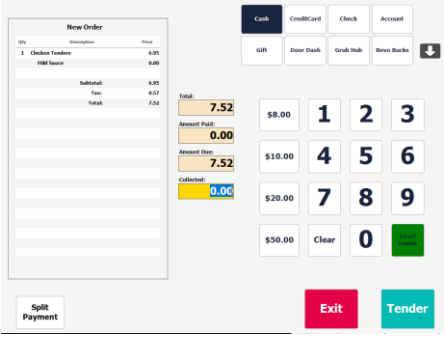 New Order
Qty Description Price
1 Chicken Tenders 6.95
Mild Sauce 0.00
Subtotal: 6.95
Tax: 0.57
Total: 7.52
Total:
7.52
Amount Paid:
0.00
Amount Due:
7.52
Collected:
0.00
Cash CreditCard Check Account
Gift Door Dash Grub Hub Bevo Bucks
$8.00 1 2 3
$10.00 4 5 6
$20.00 7 8 9
$50.00 Clear 0 Exact
Tender
Split
Payment
Exit Tender